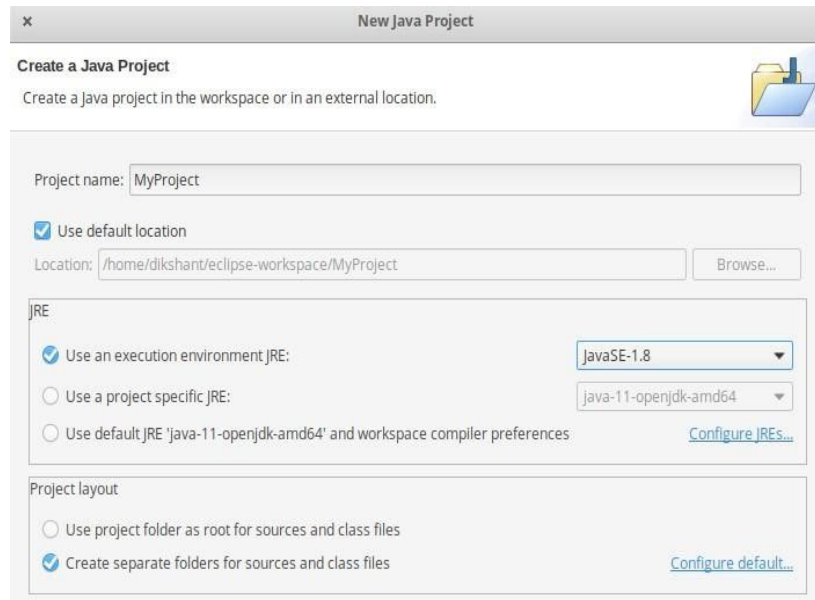 × New Java Project
Create a Java Project
Create a Java project in the workspace or in an external location.
Project name: MyProject
Use default location
Location: /home/dikshant/eclipse-workspace/MyProject Browse...
JRE
Use an execution environment JRE: JavaSE-1.8
Use a project specific JRE: java-11-openjdk-amd64
Use default JRE 'java-11-openjdk-amd64' and workspace compiler preferences Configure JREs...
Project layout
Use project folder as root for sources and class files
Create separate folders for sources and class files Configure default...